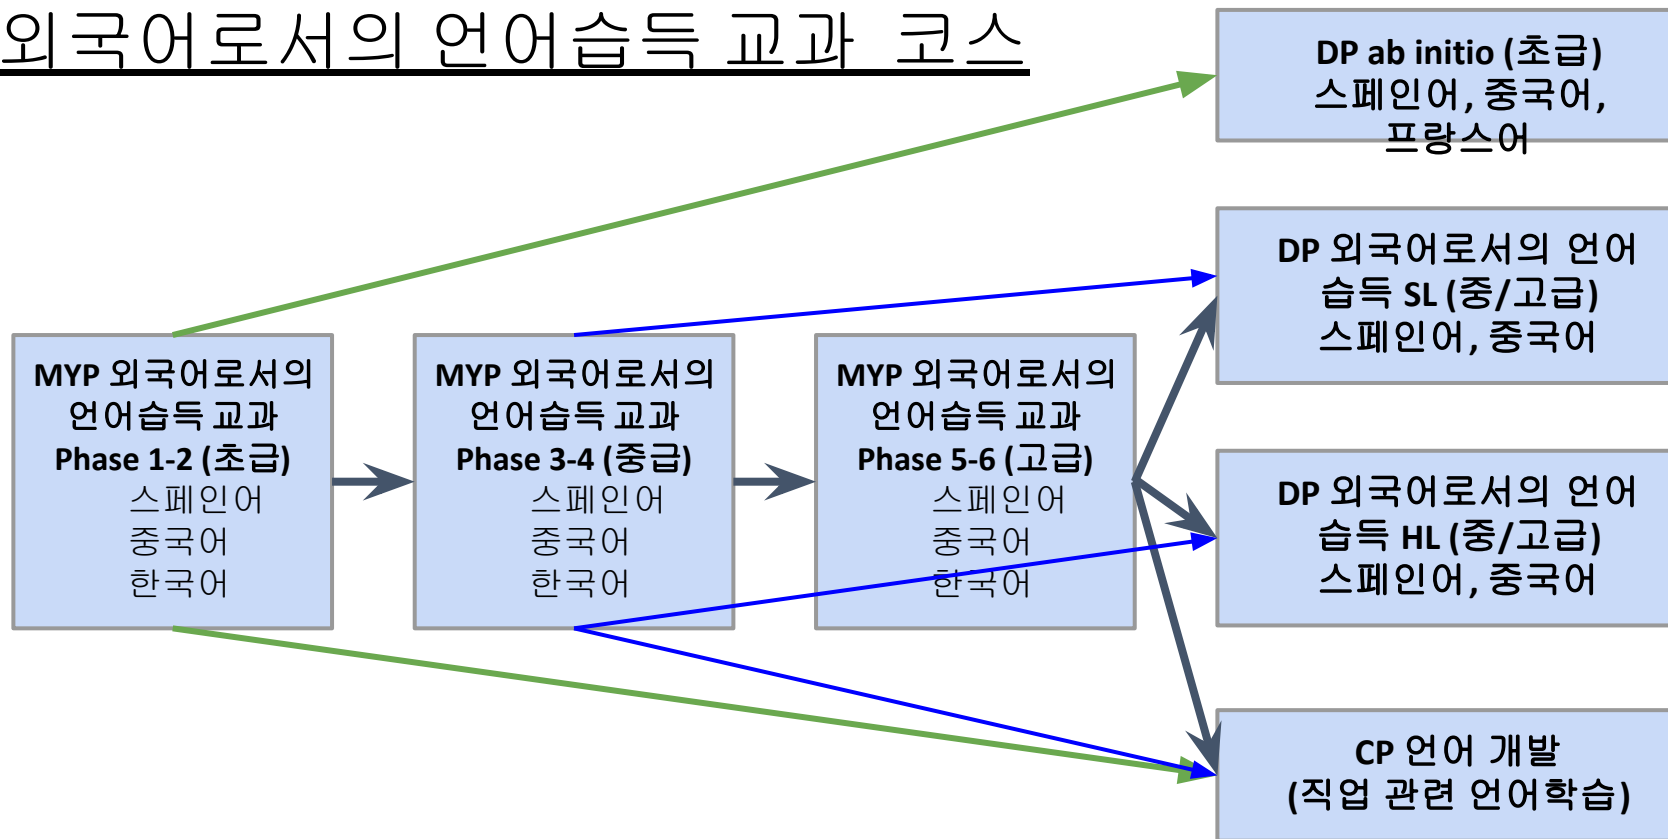 외국어로서의 언어습득 교과 코스
DP ab initio (초급)
스페인어, 중국어,
프랑스어
DP 외국어로서의 언어
습득 SL (중/고급)
스페인어, 중국어
MYP 외국어로서의
언어습득 교과
Phase 1-2 (초급)
스페인어
중국어
한국어
MYP 외국어로서의
언어습득 교과
Phase 3-4 (중급)
스페인어
중국어
한국어
MYP 외국어로서의
언어습득 교과
Phase 5-6 (고급)
스페인어
중국어
한국어
DP 외국어로서의 언어
습득 HL (중/고급)
스페인어, 중국어
CP 언어 개발
(직업 관련 언어학습)